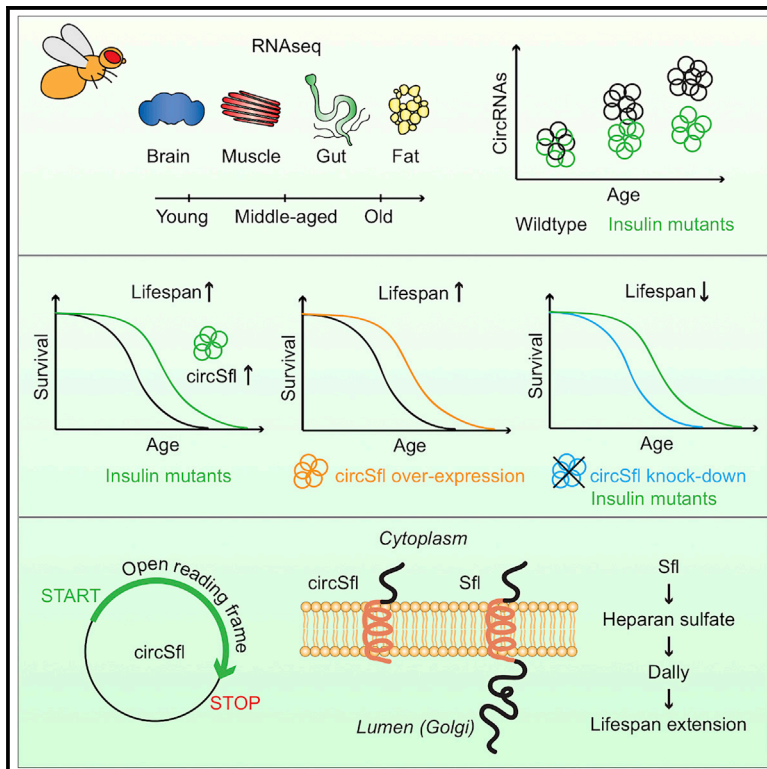 RNAseq
Brain
Muscle
Gut
Fat
Young
Middle-aged
Old
CircRNAs
Age
Wildtype
Insulin mutants
Lifespan ↑
circSfl ↑
Survival
Age
Insulin mutants
Lifespan ↑
Survival
Age
circSfl over-expression
Lifespan ↓
Survival
Age
circSfl knock-down
Insulin mutants
START
Open reading frame
circSfl
STOP
Cytoplasm
circSfl
Sfl
Lumen (Golgi)
Sfl
↓
Heparan sulfate
↓
Dally
↓
Lifespan extension